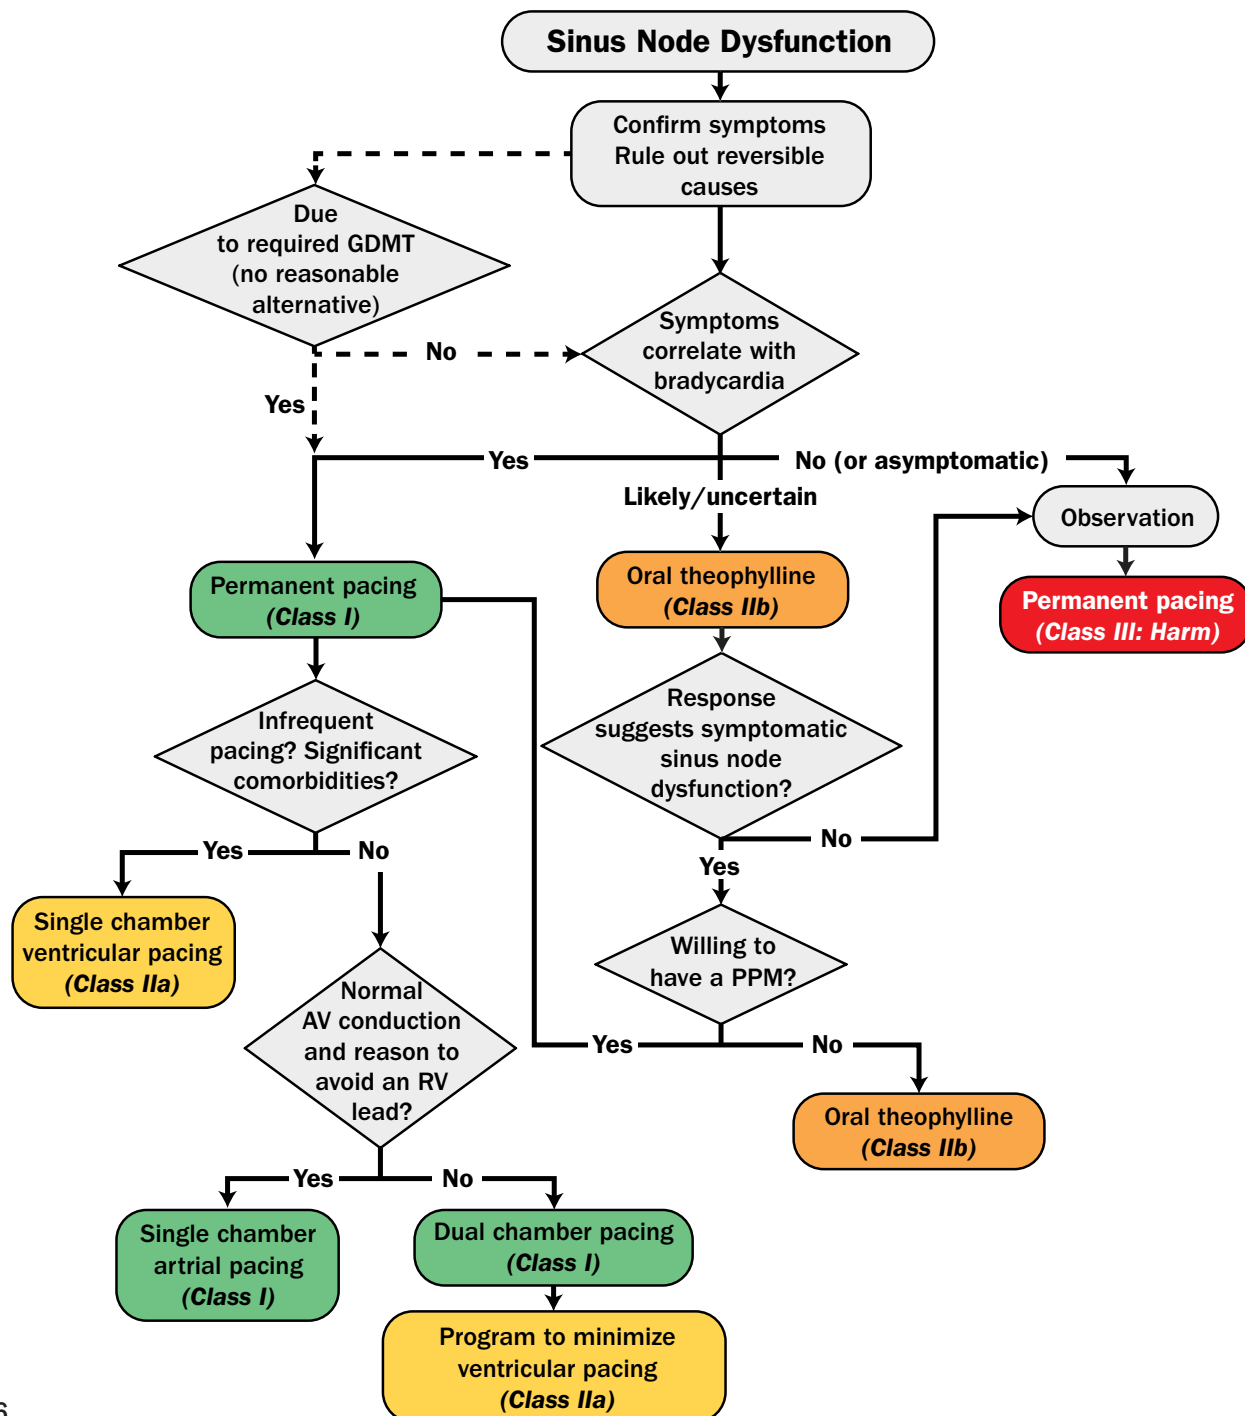 Sinus Node Dysfunction
Confirm symptoms
Rule out reversible
causes
Due
to required GDMT
(no reasonable
alternative)
Symptoms
correlate with
bradycardia
No
Yes
Yes
No (or asymptomatic)
Likely/uncertain
Observation
Permanent pacing
(Class I)
Oral theophylline
(Class IIb)
Permanent pacing
(Class III: Harm)
Infrequent
pacing? Significant
comorbidities?
Response
suggests symptomatic
sinus node
dysfunction?
Yes
No
No
Yes
Single chamber
ventricular pacing
(Class IIa)
Willing to
have a PPM?
Normal
AV conduction
and reason to
avoid an RV
lead?
Yes
No
Oral theophylline
(Class IIb)
Yes
No
Single chamber
artrial pacing
(Class I)
Dual chamber pacing
(Class I)
Program to minimize
ventricular pacing
(Class IIa)